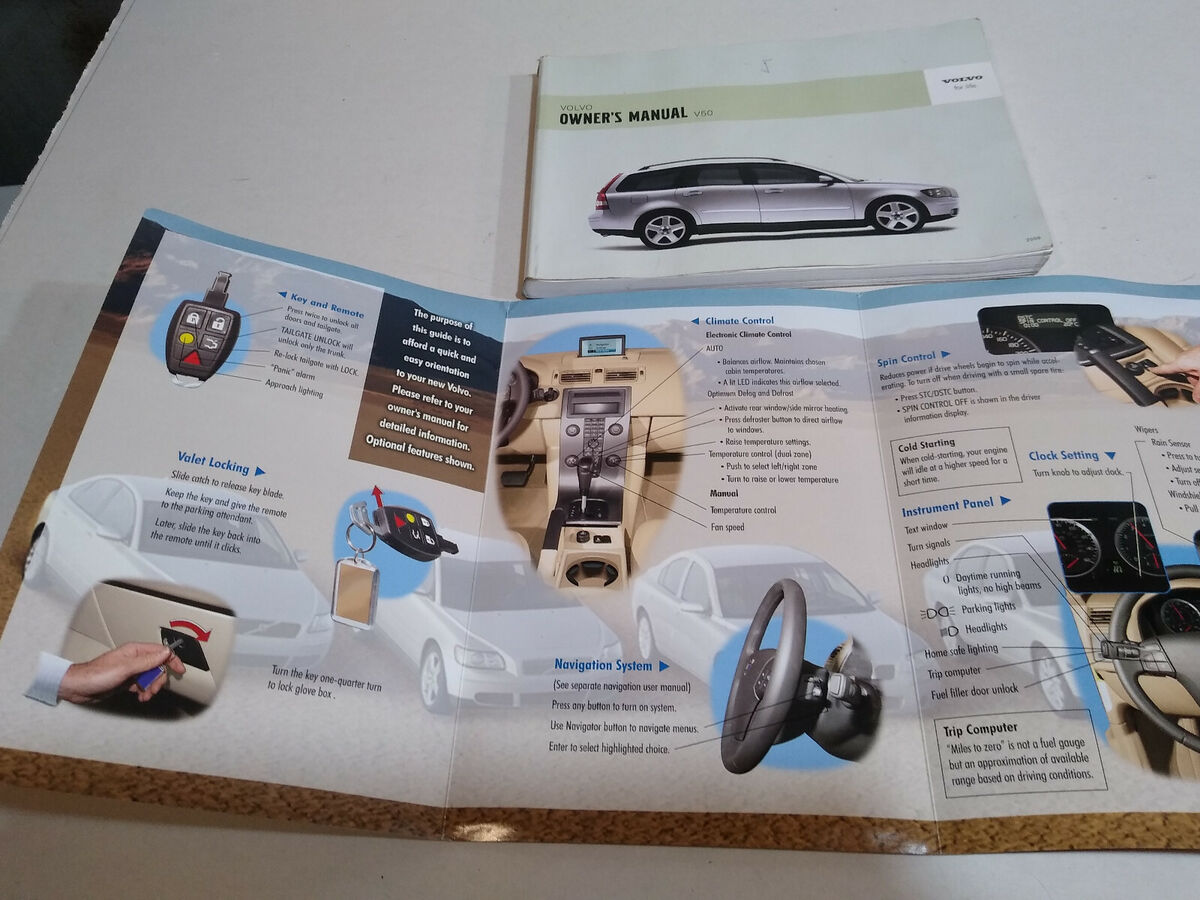 VOLVO
for life
VOLVO
OWNER'S MANUAL V50
Key and Remote
Press twice to unlock all
doors and tailgate.
TAILGATE UNLOCK will
unlock only the trunk.
Re-lock tailgate with LOCK.
"Panic" alarm
Approach lighting
The purpose of
this guide is to
afford a quick and
easy orientation
to your new Volvo.
Please refer to your
owner's manual for
detailed information.
Optional features shown.
Valet Locking
Slide catch to release key blade.
Keep the key and give the remote
to the parking attendant.
Later, slide the key back into
the remote until it clicks.
Turn the key one-quarter turn
to lock glove box .
Climate Control
Electronic Climate Control
AUTO
• Balances airflow. Maintains chosen
cabin temperatures.
• A lit LED indicates this airflow selected.
Optimum Defog and Defrost
• Activate rear window/side mirror heating.
• Press defroster button to direct airflow
to windows.
• Raise temperature settings.
Temperature control (dual zone)
• Push to select left/right zone
• Turn to raise or lower temperature
Manual
Temperature control
Fan speed
Navigation System
(See separate navigation user manual)
Press any button to turn on system.
Use Navigator button to navigate menus.
Enter to select highlighted choice.
Spin Control
Reduces power if drive wheels begin to spin while accel-
erating. To turn off when driving with a small spare tire:
• Press STC/DSTC button.
• SPIN CONTROL OFF is shown in the driver
information display.
Cold Starting
When cold-starting, your engine
will idle at a higher speed for a
short time.
Clock Setting
Turn knob to adjust clock.
Instrument Panel
Text window
Turn signals
Headlights
0 Daytime running
lights, no high beams
Parking lights
Headlights
Home safe lighting
Trip computer
Fuel filler door unlock
Trip Computer
"Miles to zero" is not a fuel gauge
but an approximation of available
range based on driving conditions.
Wipers
Rain Sensor
• Press to
• Adjust
• Turn
• Pull